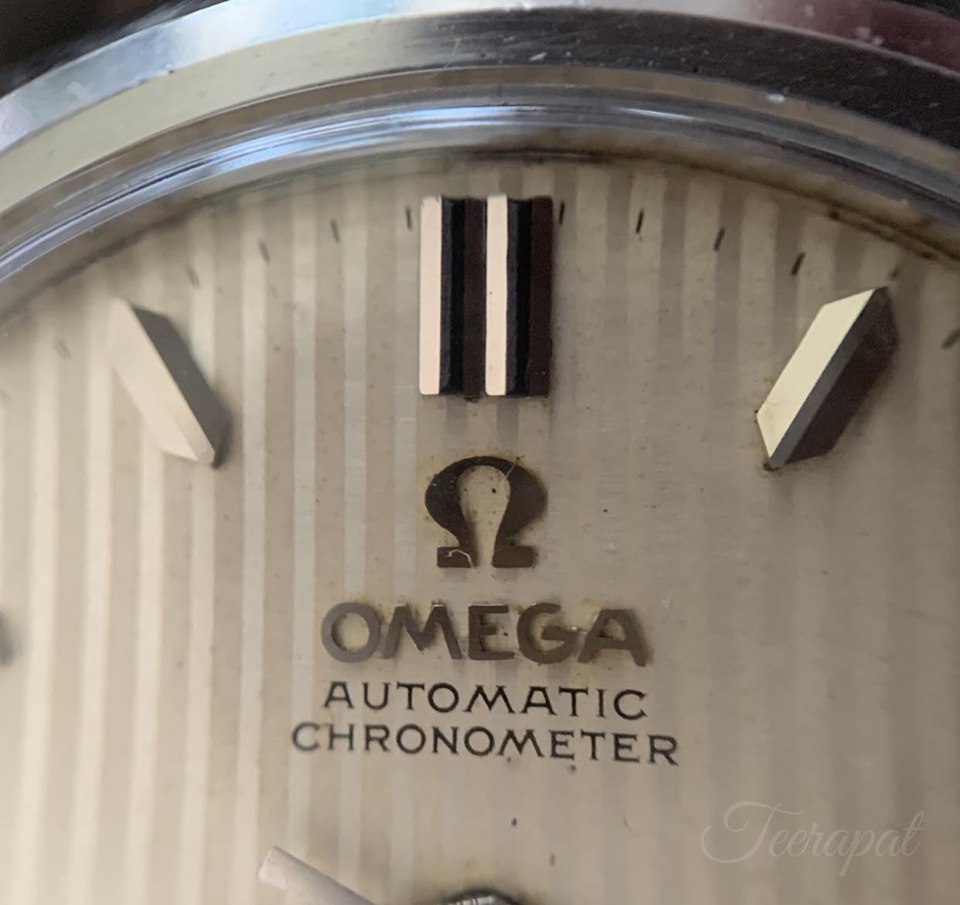 Ω
OMEGA
AUTOMATIC
CHRONOMETER
Teerapat